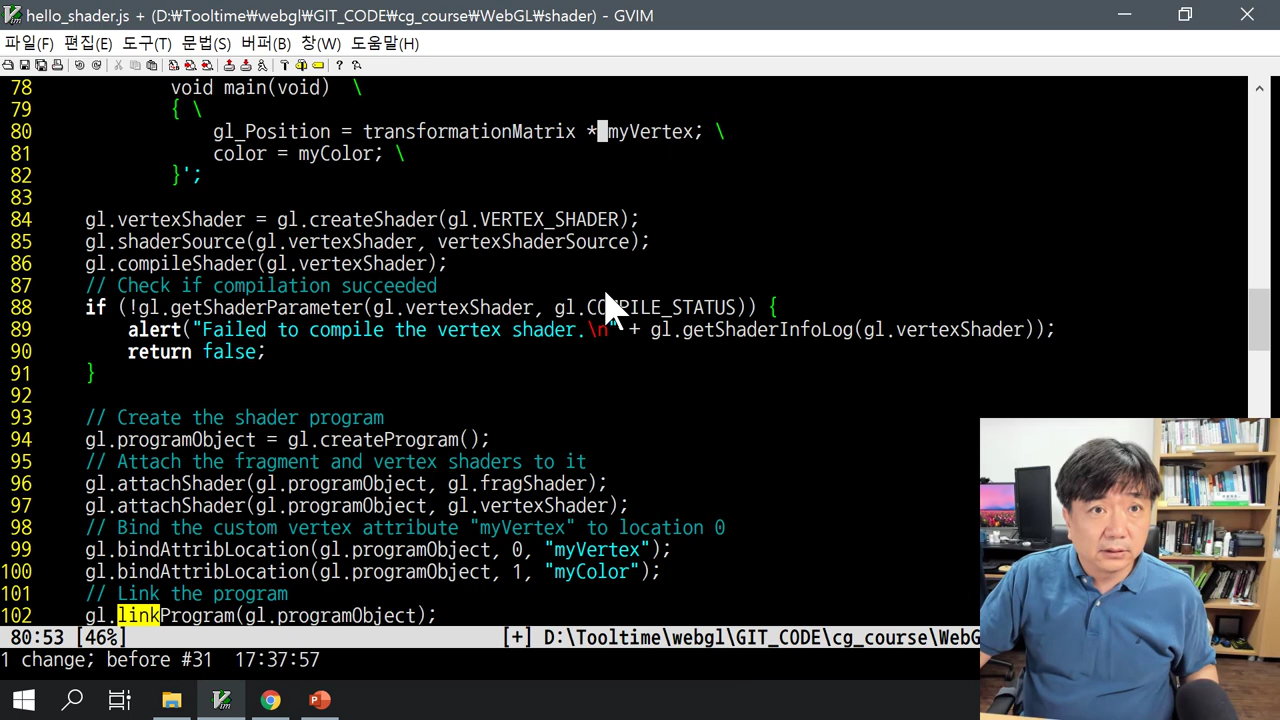 hello_shader.js + (D:₩Tooltime₩webgl₩GIT_CODE₩cg_course₩WebGL₩shader) - GVIM
파일(F) 편집(E) 도구(T) 문법(S) 버퍼(B) 창(W) 도움말(H)
78 void main(void) \
79 { \
80 gl_Position = transformationMatrix * myVertex; \
81 color = myColor; \
82 }';
83
84 gl.vertexShader = gl.createShader(gl.VERTEX_SHADER);
85 gl.shaderSource(gl.vertexShader, vertexShaderSource);
86 gl.compileShader(gl.vertexShader);
87 // Check if compilation succeeded
88 if (!gl.getShaderParameter(gl.vertexShader, gl.COMPILE_STATUS)) {
89 alert("Failed to compile the vertex shader.\n" + gl.getShaderInfoLog(gl.vertexShader));
90 return false;
91 }
92
93 // Create the shader program
94 gl.programObject = gl.createProgram();
95 // Attach the fragment and vertex shaders to it
96 gl.attachShader(gl.programObject, gl.fragShader);
97 gl.attachShader(gl.programObject, gl.vertexShader);
98 // Bind the custom vertex attribute "myVertex" to location 0
99 gl.bindAttribLocation(gl.programObject, 0, "myVertex");
100 gl.bindAttribLocation(gl.programObject, 1, "myColor");
101 // Link the program
102 gl.linkProgram(gl.programObject);
80:53 [46%] [+] D:\Tooltime\webgl\GIT_CODE\cg_course\WebG
1 change; before #31 17:37:57